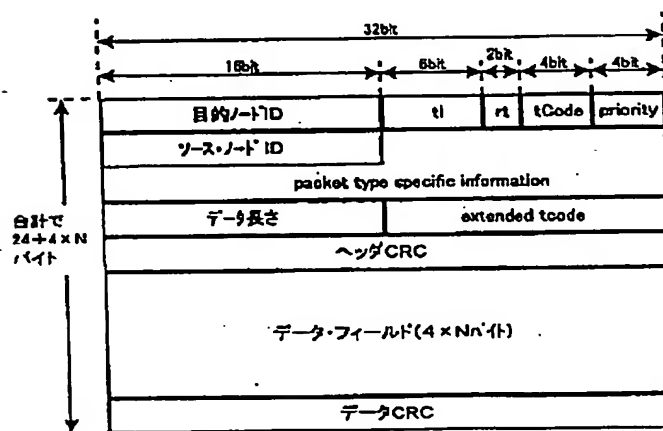 32bit
16bit 6bit 2bit 4bit 4bit
目的ノードID tl rt tCode priority
ソース・ノードID
packet type specific information
データ長さ extended tcode
合計で
24+4×N
バイト
ヘッダCRC
データ・フィールド(4×Nバイト)
データCRC